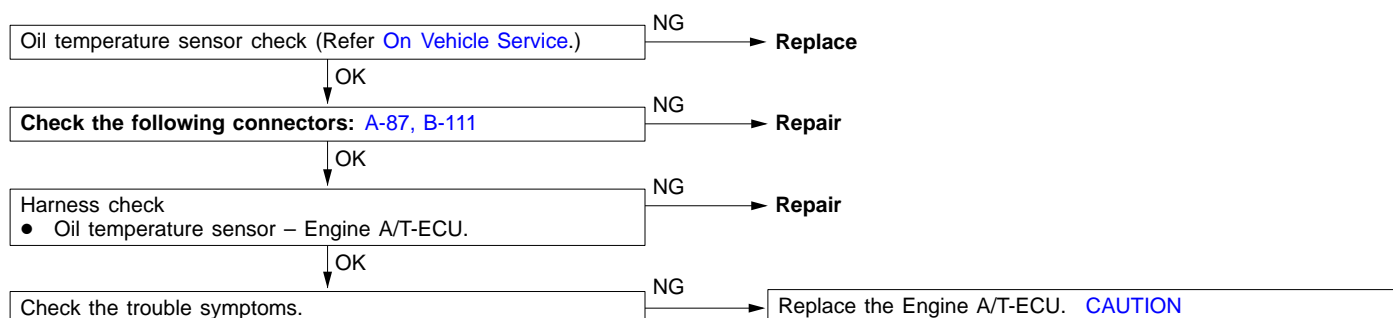 Oil temperature sensor check (Refer On Vehicle Service.)
NG
Replace
OK
Check the following connectors: A-87, B-111
NG
Repair
OK
Harness check
● Oil temperature sensor – Engine A/T-ECU.
NG
Repair
OK
Check the trouble symptoms.
NG
Replace the Engine A/T-ECU. CAUTION